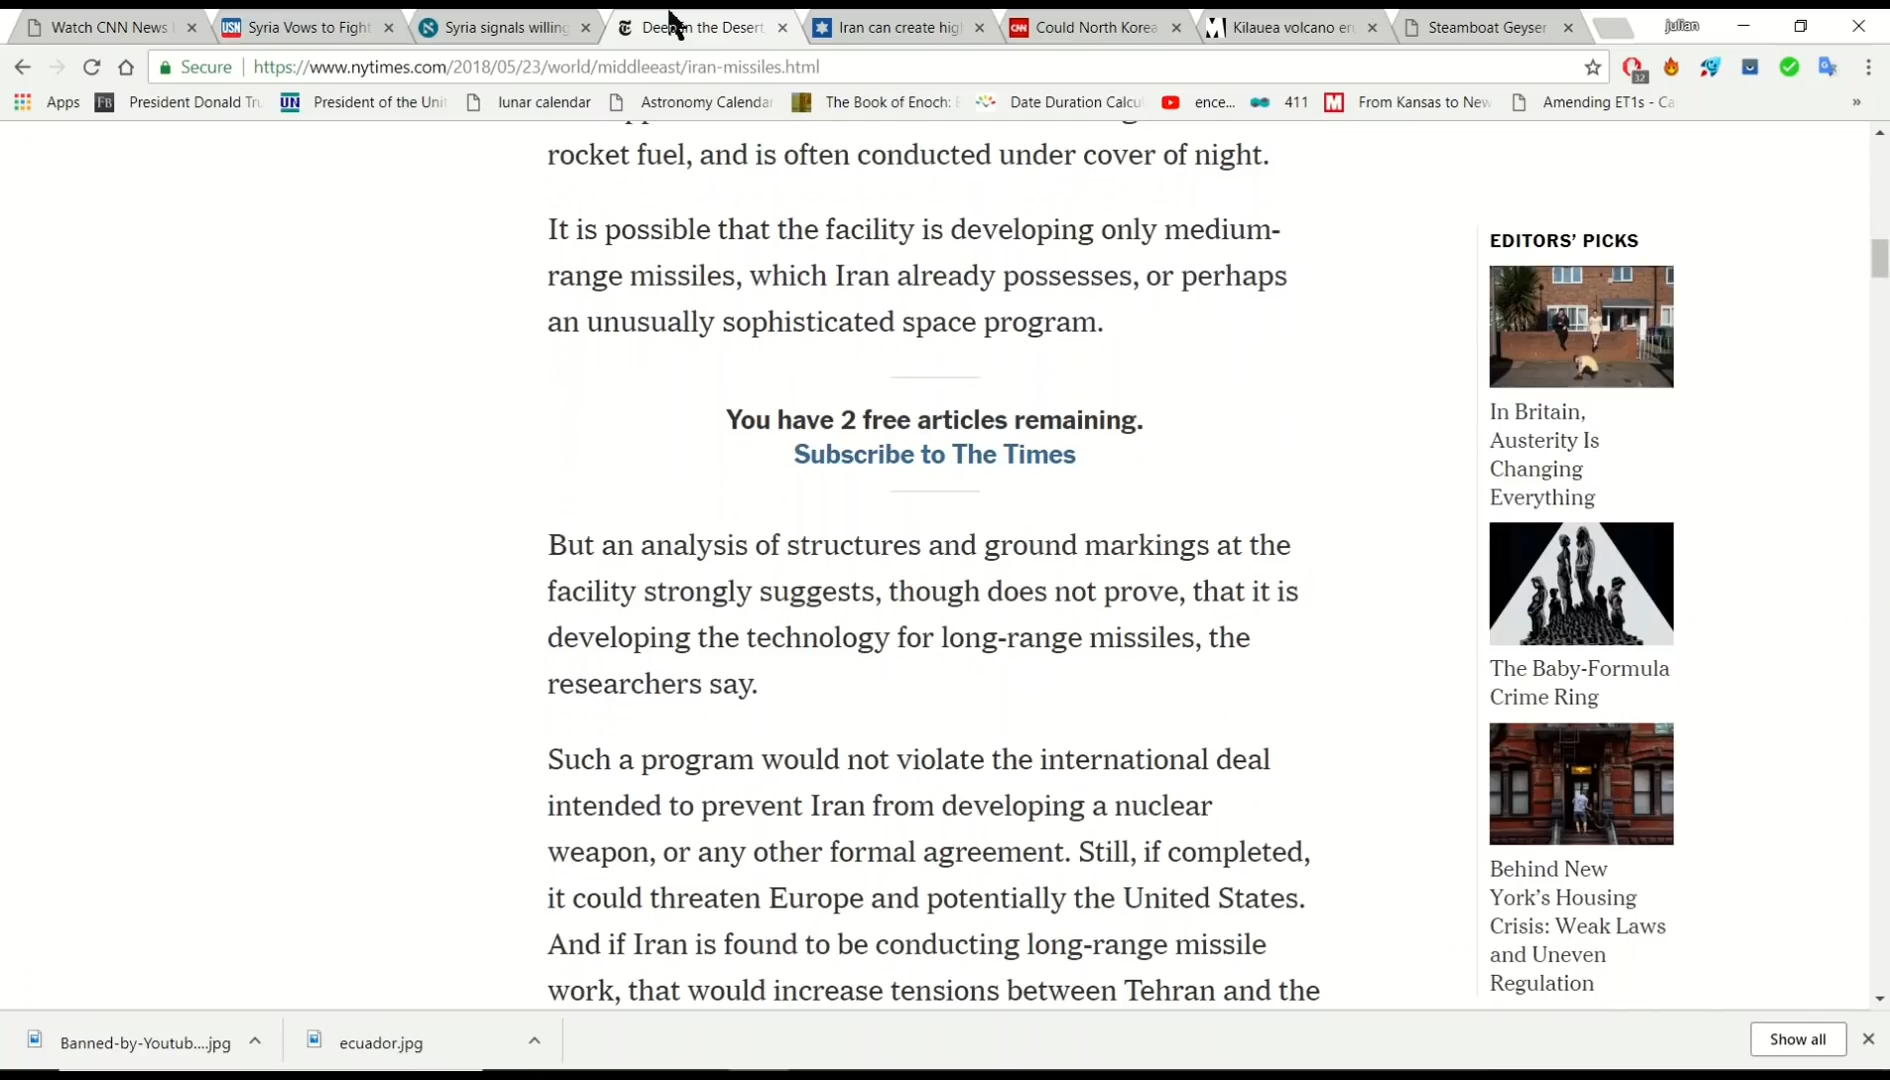 Watch CNN News
Syria Vows to Fight
Syria signals willing
Deep in the Desert
Iran can create hig
Could North Korea
Kilauea volcano eru
Steamboat Geyser
julian
Secure
https://www.nytimes.com/2018/05/23/world/middleeast/iran-missiles.html
32
Apps
FB
President Donald Tru
UN
President of the Unit
lunar calendar
Astronomy Calenda
The Book of Enoch:
Date Duration Calcu
ence...
411
From Kansas to New
Amending ET1s - Ca
rocket fuel, and is often conducted under cover of night.
It is possible that the facility is developing only medium-
range missiles, which Iran already possesses, or perhaps
an unusually sophisticated space program.
You have 2 free articles remaining.
Subscribe to The Times
But an analysis of structures and ground markings at the
facility strongly suggests, though does not prove, that it is
developing the technology for long-range missiles, the
researchers say.
Such a program would not violate the international deal
intended to prevent Iran from developing a nuclear
weapon, or any other formal agreement. Still, if completed,
it could threaten Europe and potentially the United States.
And if Iran is found to be conducting long-range missile
work, that would increase tensions between Tehran and the
EDITORS' PICKS
In Britain,
Austerity Is
Changing
Everything
The Baby-Formula
Crime Ring
Behind New
York's Housing
Crisis: Weak Laws
and Uneven
Regulation
Banned-by-Youtub....jpg
ecuador.jpg
Show all